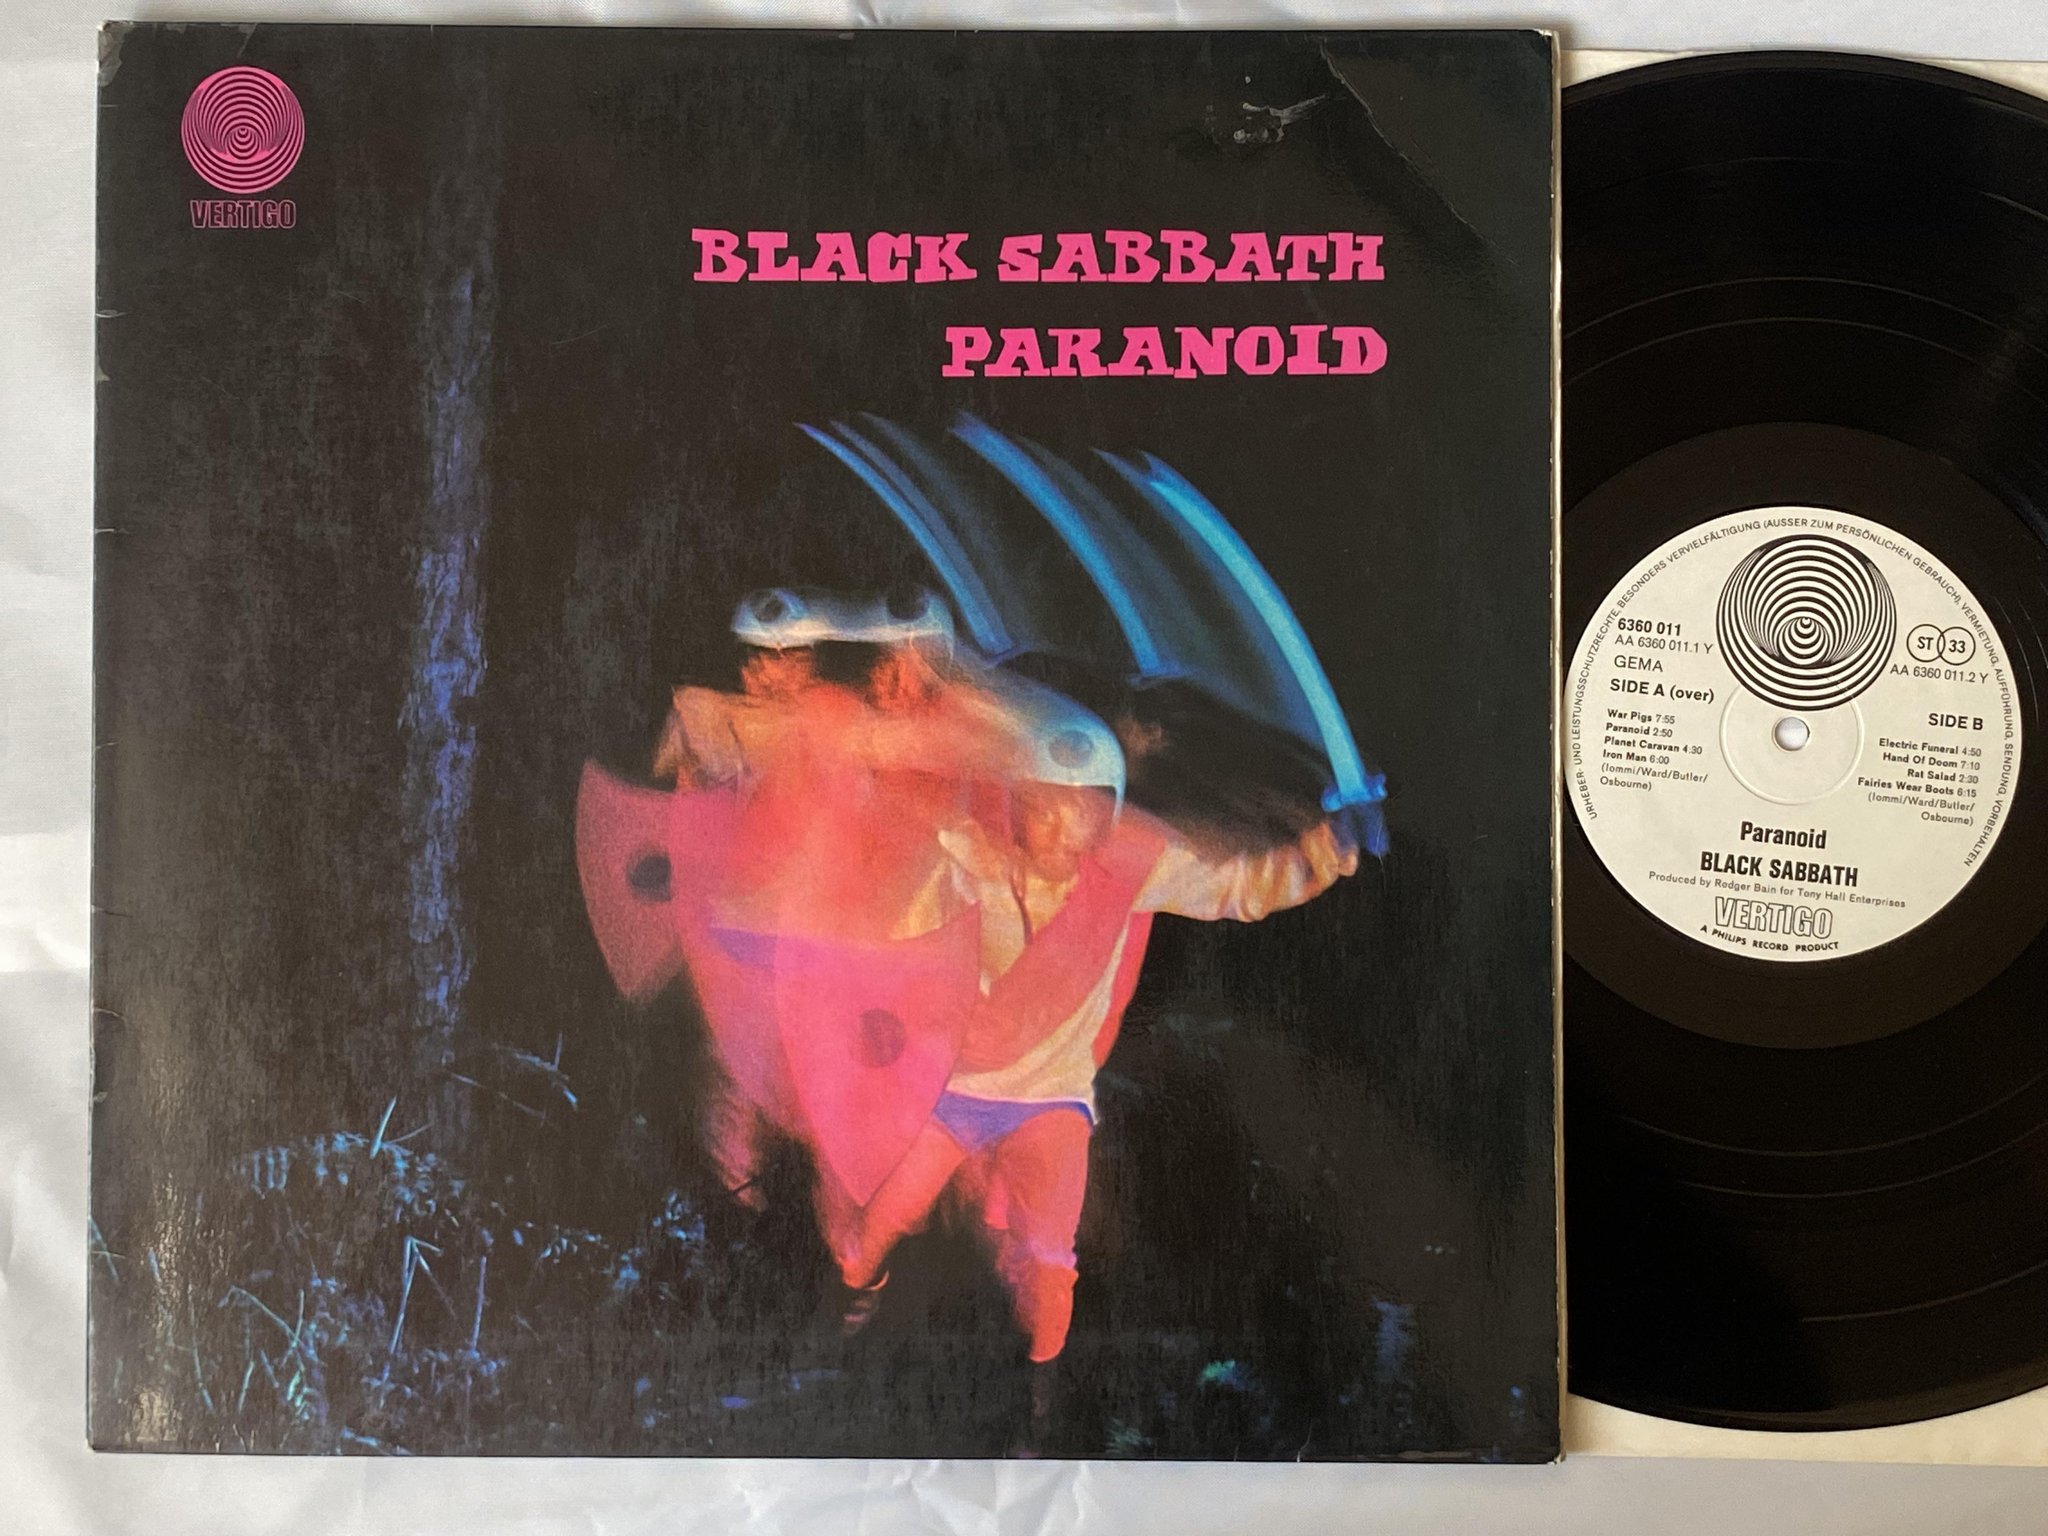 VERTIGO
BLACK SABBATH
PARANOID
URHEBER- UND LEISTUNGSSCHUTZRECHTE, BESONDERS VERVIELFÄLTIGUNG (AUSSER ZUM PERSÖNLICHEN GEBRAUCH), VERMIETUNG, AUFFÜHRUNG, SENDUNG, VORBEHALTEN
6360 011
AA 6360 011.1 Y
GEMA
SIDE A (over)
War Pigs 7:55
Paranoid 2:50
Planet Caravan 4:30
Iron Man 6:00
(Iommi/Ward/Butler/
Osbourne)
ST 33
AA 6360 011.2 Y
SIDE B
Electric Funeral 4:50
Hand Of Doom 7:10
Rat Salad 2:30
Fairies Wear Boots 6:15
(Iommi/Ward/Butler/
Osbourne)
Paranoid
BLACK SABBATH
Produced by Rodger Bain for Tony Hall Enterprises
VERTIGO
A PHILIPS RECORD PRODUCT